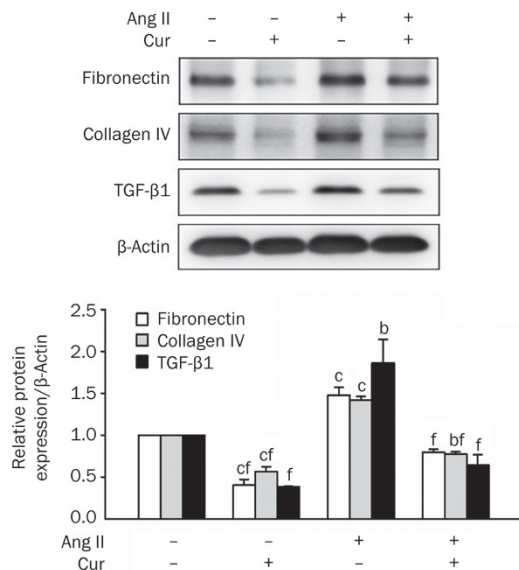 Ang II – – + +
Cur – + – +
Fibronectin
Collagen IV
TGF-β1
β-Actin
Relative protein
expression/β-Actin
2.5
2.0
1.5
1.0
0.5
0.0
Fibronectin
Collagen IV
TGF-β1
cf cf f
c c b
f bf f
Ang II – – + +
Cur – + – +